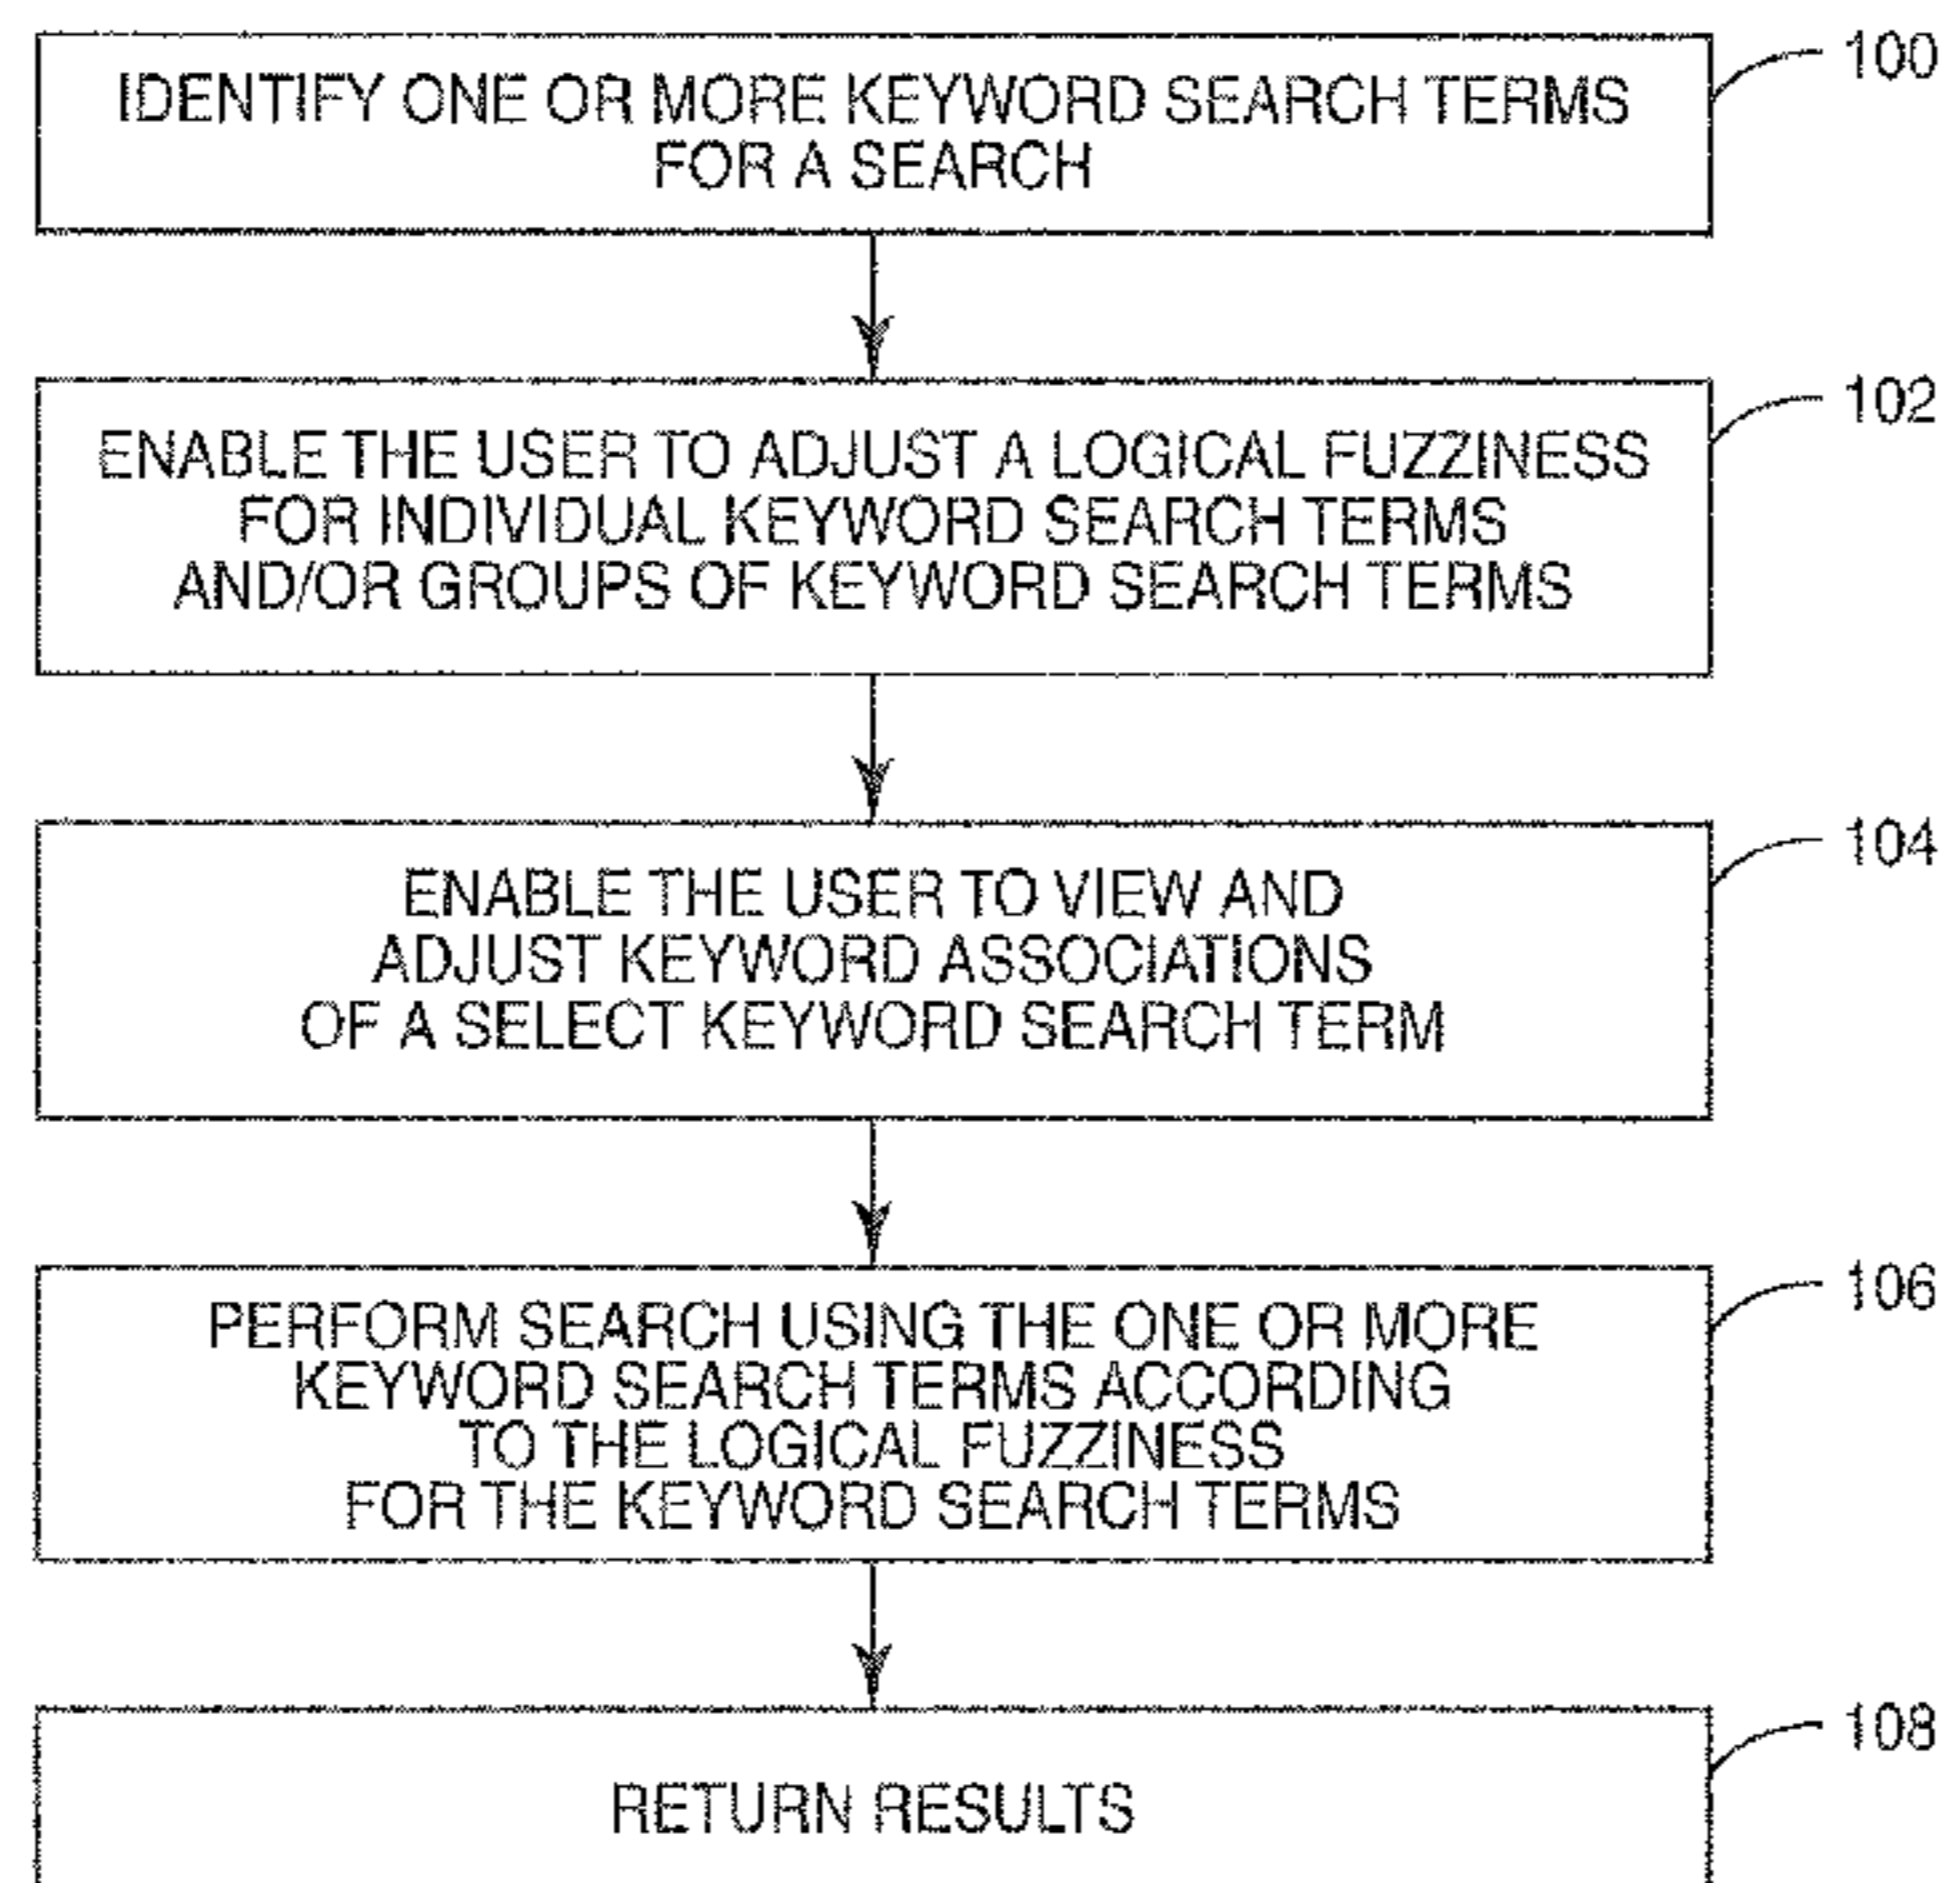 100
IDENTIFY ONE OR MORE KEYWORD SEARCH TERMS
FOR A SEARCH
102
ENABLE THE USER TO ADJUST A LOGICAL FUZZINESS
FOR INDIVIDUAL KEYWORD SEARCH TERMS
AND/OR GROUPS OF KEYWORD SEARCH TERMS
104
ENABLE THE USER TO VIEW AND
ADJUST KEYWORD ASSOCIATIONS
OF A SELECT KEYWORD SEARCH TERM
106
PERFORM SEARCH USING THE ONE OR MORE
KEYWORD SEARCH TERMS ACCORDING
TO THE LOGICAL FUZZINESS
FOR THE KEYWORD SEARCH TERMS
108
RETURN RESULTS